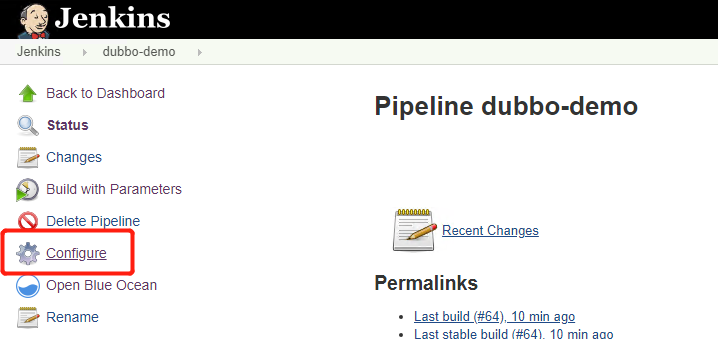 Jenkins
Jenkins dubbo-demo
Back to Dashboard
Status
Changes
Build with Parameters
Delete Pipeline
Configure
Open Blue Ocean
Rename
Pipeline dubbo-demo
Recent Changes
Permalinks
Last build (#64), 10 min ago
Last stable build (#64), 10 min ago